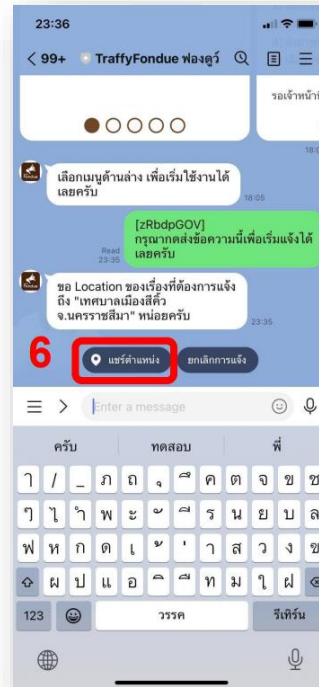 23:36
99+
TraffyFondue ฟองดูว์
รอเจ้าหน้าที่
18:0
เลือกเมนูด้านล่าง เพื่อเริ่มใช้งานได้
เลยครับ
18:05
[zRbdpGOV]
กรุณากดส่งข้อความนี้เพื่อเริ่มแจ้งได้
เลยครับ
Read
23:35
ขอ Location ของเรื่องที่ต้องการแจ้ง
ถึง "เทศบาลเมืองสีคิ้ว
จ.นครราชสีมา" หน่อยครับ
23:35
6
แชร์ตำแหน่ง
ยกเลิกการแจ้ง
Enter a message
ครับ ทดสอบ พี่
ๅ / _ ภ ถ ุ ึ ค ต จ ข ช
ๆ ไ ำ พ ะ ั ี ร น ย บ ล
ฟ ห ก ด เ ้ ่ า ส ว ง ฃ
ผ ป แ อ ิ ื ท ม ใ ฝ
123 วรรค รีเทิร์น